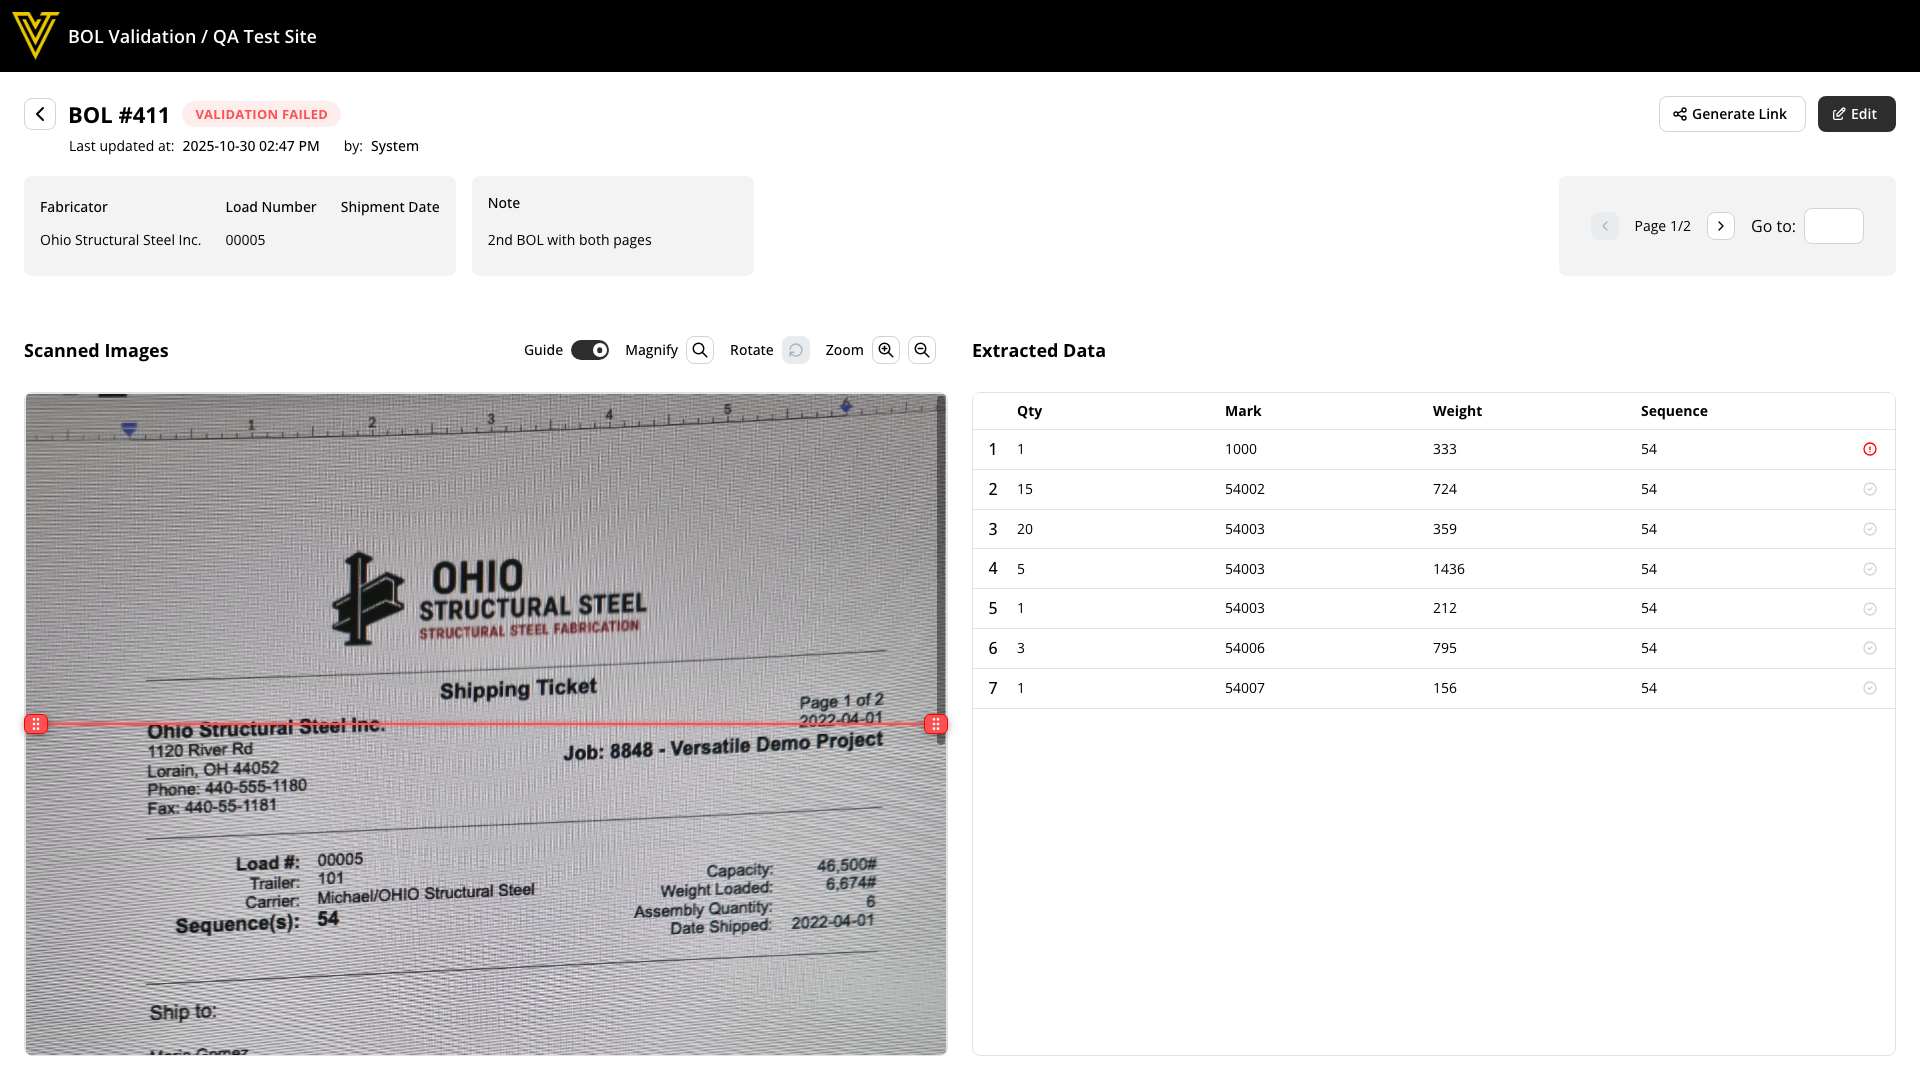 BOL Validation / QA Test Site
BOL #411 VALIDATION FAILED
Generate Link
Edit
Last updated at: 2025-10-30 02:47 PM by: System
Fabricator Load Number Shipment Date
Ohio Structural Steel Inc. 00005
Note
2nd BOL with both pages
Page 1/2 Go to:
Scanned Images
Guide Magnify Rotate Zoom
1 2 3 4 5 6
OHIO
STRUCTURAL STEEL
STRUCTURAL STEEL FABRICATION
Shipping Ticket
Page 1 of 2
2022-04-01
Ohio Structural Steel Inc.
1120 River Rd
Lorain, OH 44052
Phone: 440-555-1180
Fax: 440-55-1181
Job: 8848 - Versatile Demo Project
Load #: 00005
Trailer: 101
Carrier: Michael/OHIO Structural Steel
Sequence(s): 54
Capacity: 46,500#
Weight Loaded: 6,674#
Assembly Quantity: 6
Date Shipped: 2022-04-01
Ship to:
Extracted Data
Qty Mark Weight Sequence
1 1 1000 333 54
2 15 54002 724 54
3 20 54003 359 54
4 5 54003 1436 54
5 1 54003 212 54
6 3 54006 795 54
7 1 54007 156 54